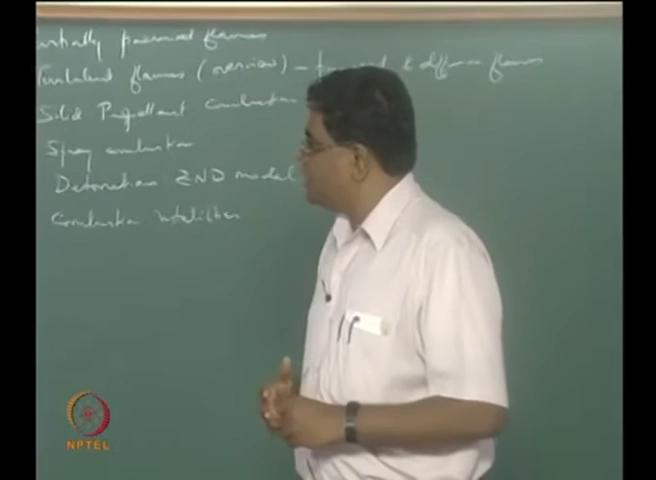 Partially premixed flames
Turbulent flames (overview) – premixed & diffusion flames
Solid Propellant combustion
Spray combustion
Detonations ZND model
Combustion instabilities
NPTEL